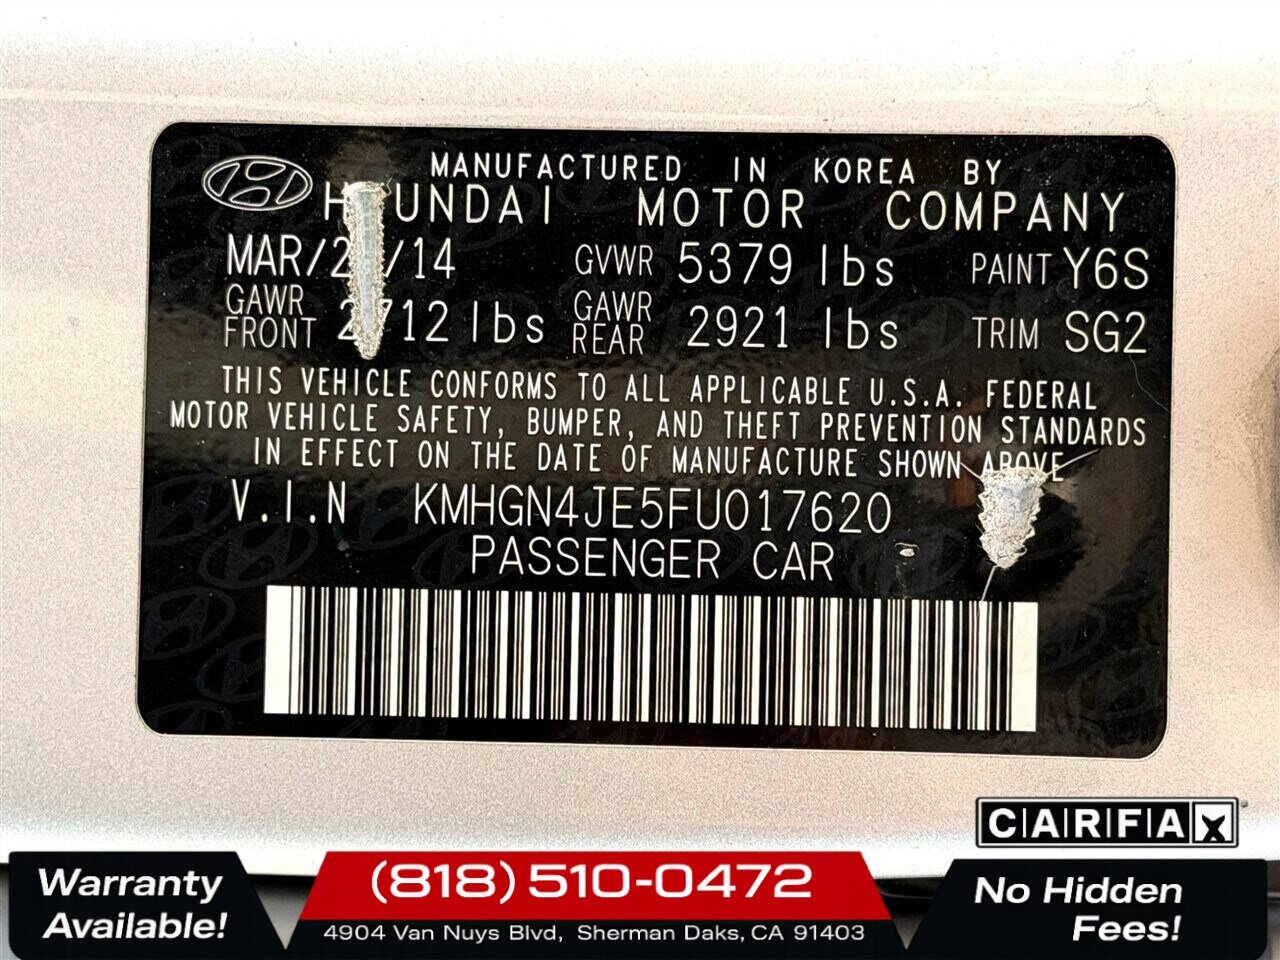 MANUFACTURED IN KOREA BY
HYUNDAI MOTOR COMPANY
GVWR 5379 lbs PAINT Y6S
GAWR FRONT lbs GAWR REAR 2921 lbs TRIM SG2
THIS VEHICLE CONFORMS TO ALL APPLICABLE U.S.A. FEDERAL
MOTOR VEHICLE SAFETY, BUMPER, AND THEFT PREVENTION STANDARDS
IN EFFECT ON THE DATE OF MANUFACTURE SHOWN ABOVE
V.I.N KMHGN4JE5FU017620
PASSENGER CAR
CARFAX
Warranty
Available!
(818) 510-0472
4904 Van Nuys Blvd, Sherman Daks, CA 91403
No Hidden
Fees!